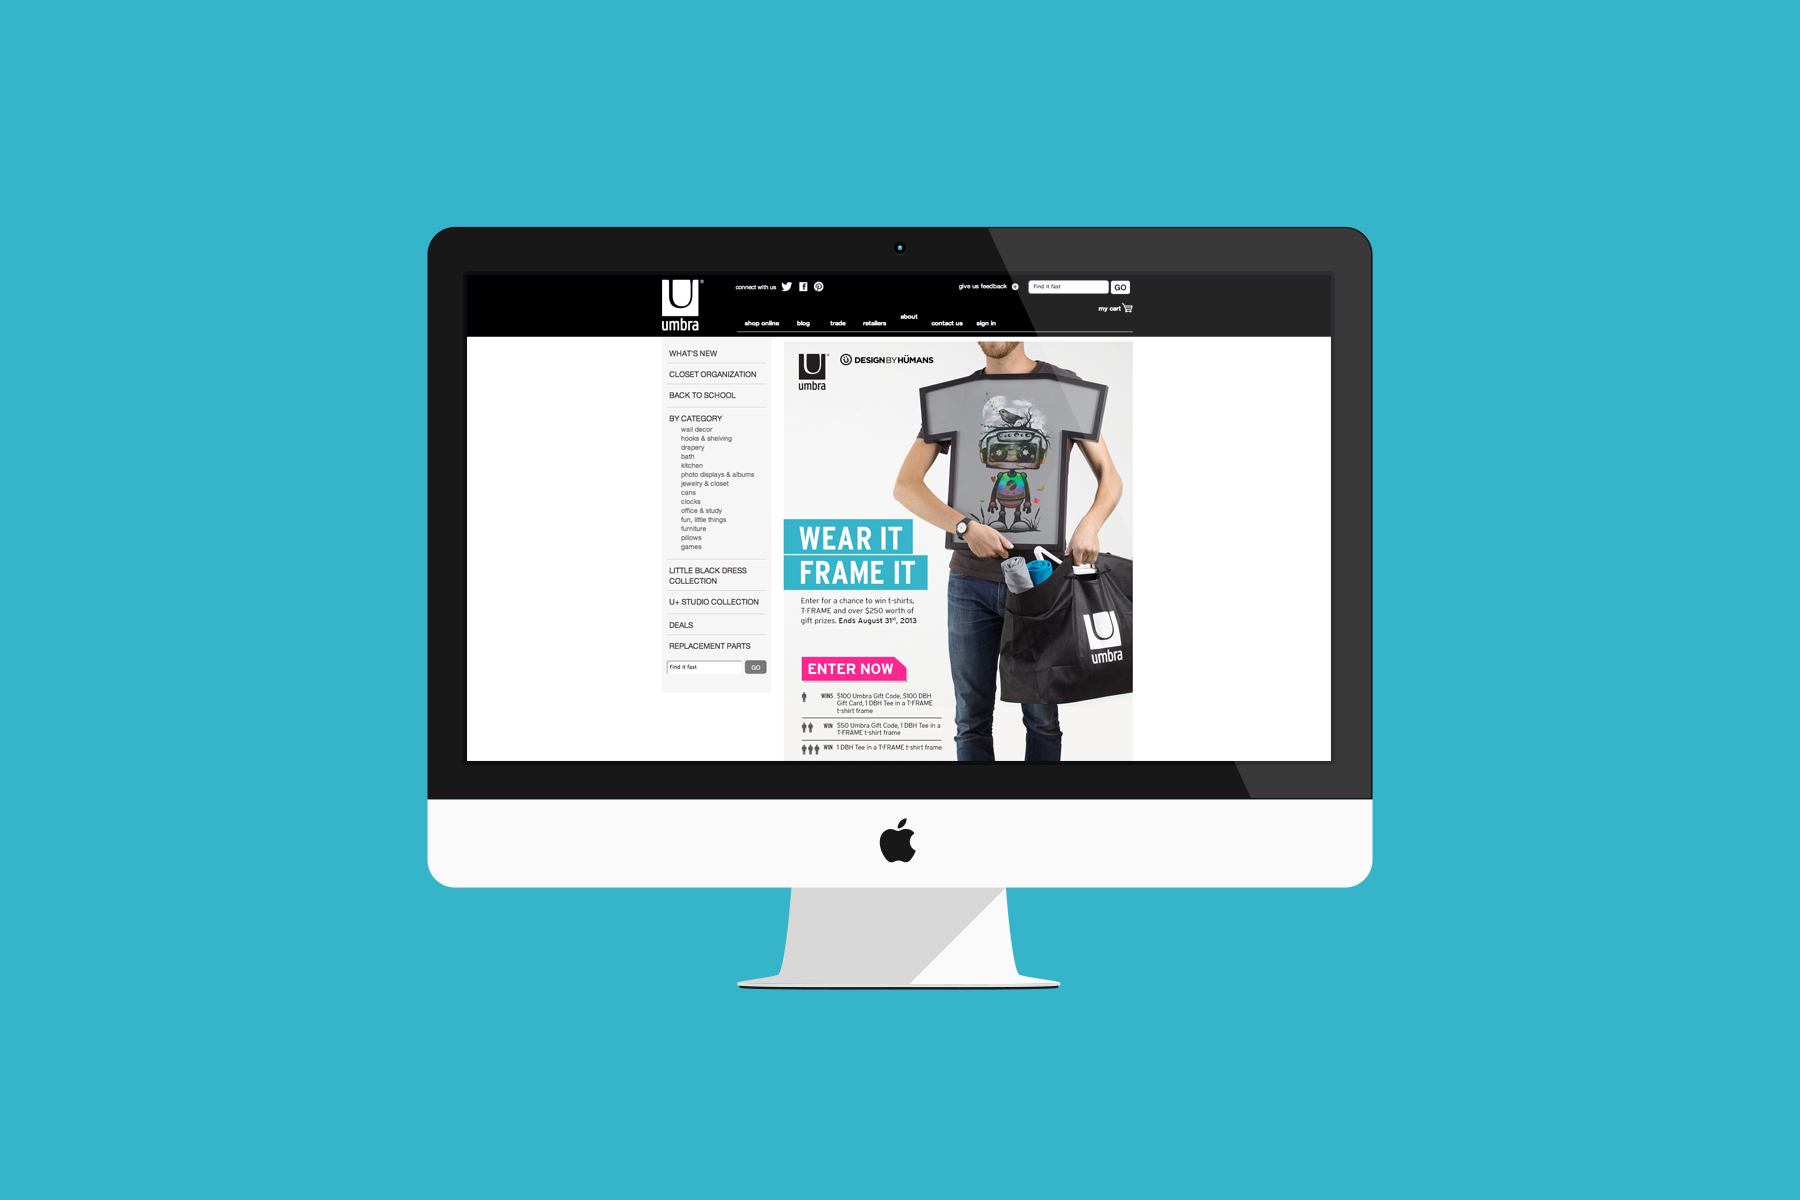 U®
umbra
connect with us
give us feedback
Find it fast
GO
my cart
shop online
blog
trade
retailers
about
contact us
sign in
WHAT'S NEW
CLOSET ORGANIZATION
BACK TO SCHOOL
BY CATEGORY
wall decor
hooks & shelving
drapery
bath
kitchen
photo displays & albums
jewelry & closet
cans
clocks
office & study
fun, little things
furniture
pillows
games
LITTLE BLACK DRESS
COLLECTION
U+ STUDIO COLLECTION
DEALS
REPLACEMENT PARTS
Find it fast
GO
U
umbra
DESIGN BY HÜMANS
WEAR IT
FRAME IT
Enter for a chance to win t-shirts,
T-FRAME and over $250 worth of
gift prizes. Ends August 31st, 2013
ENTER NOW
WINS $100 Umbra Gift Code, $100 DBH
Gift Card, 1 DBH Tee in a T-FRAME
t-shirt frame
WIN $50 Umbra Gift Code, 1 DBH Tee in a
T-FRAME t-shirt frame
WIN 1 DBH Tee in a T-FRAME t-shirt frame
U
umbra